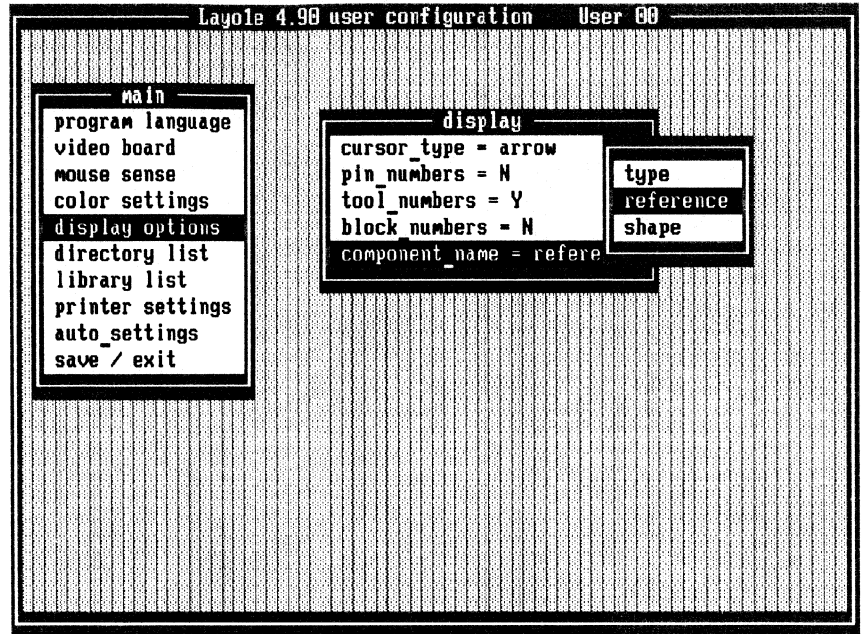 Layo1e 4.90 user configuration User 00
main
program language
video board
mouse sense
color settings
display options
directory list
library list
printer settings
auto_settings
save / exit
display
cursor_type = arrow
pin_numbers = N
tool_numbers = Y
block_numbers = N
component_name = refere
type
reference
shape